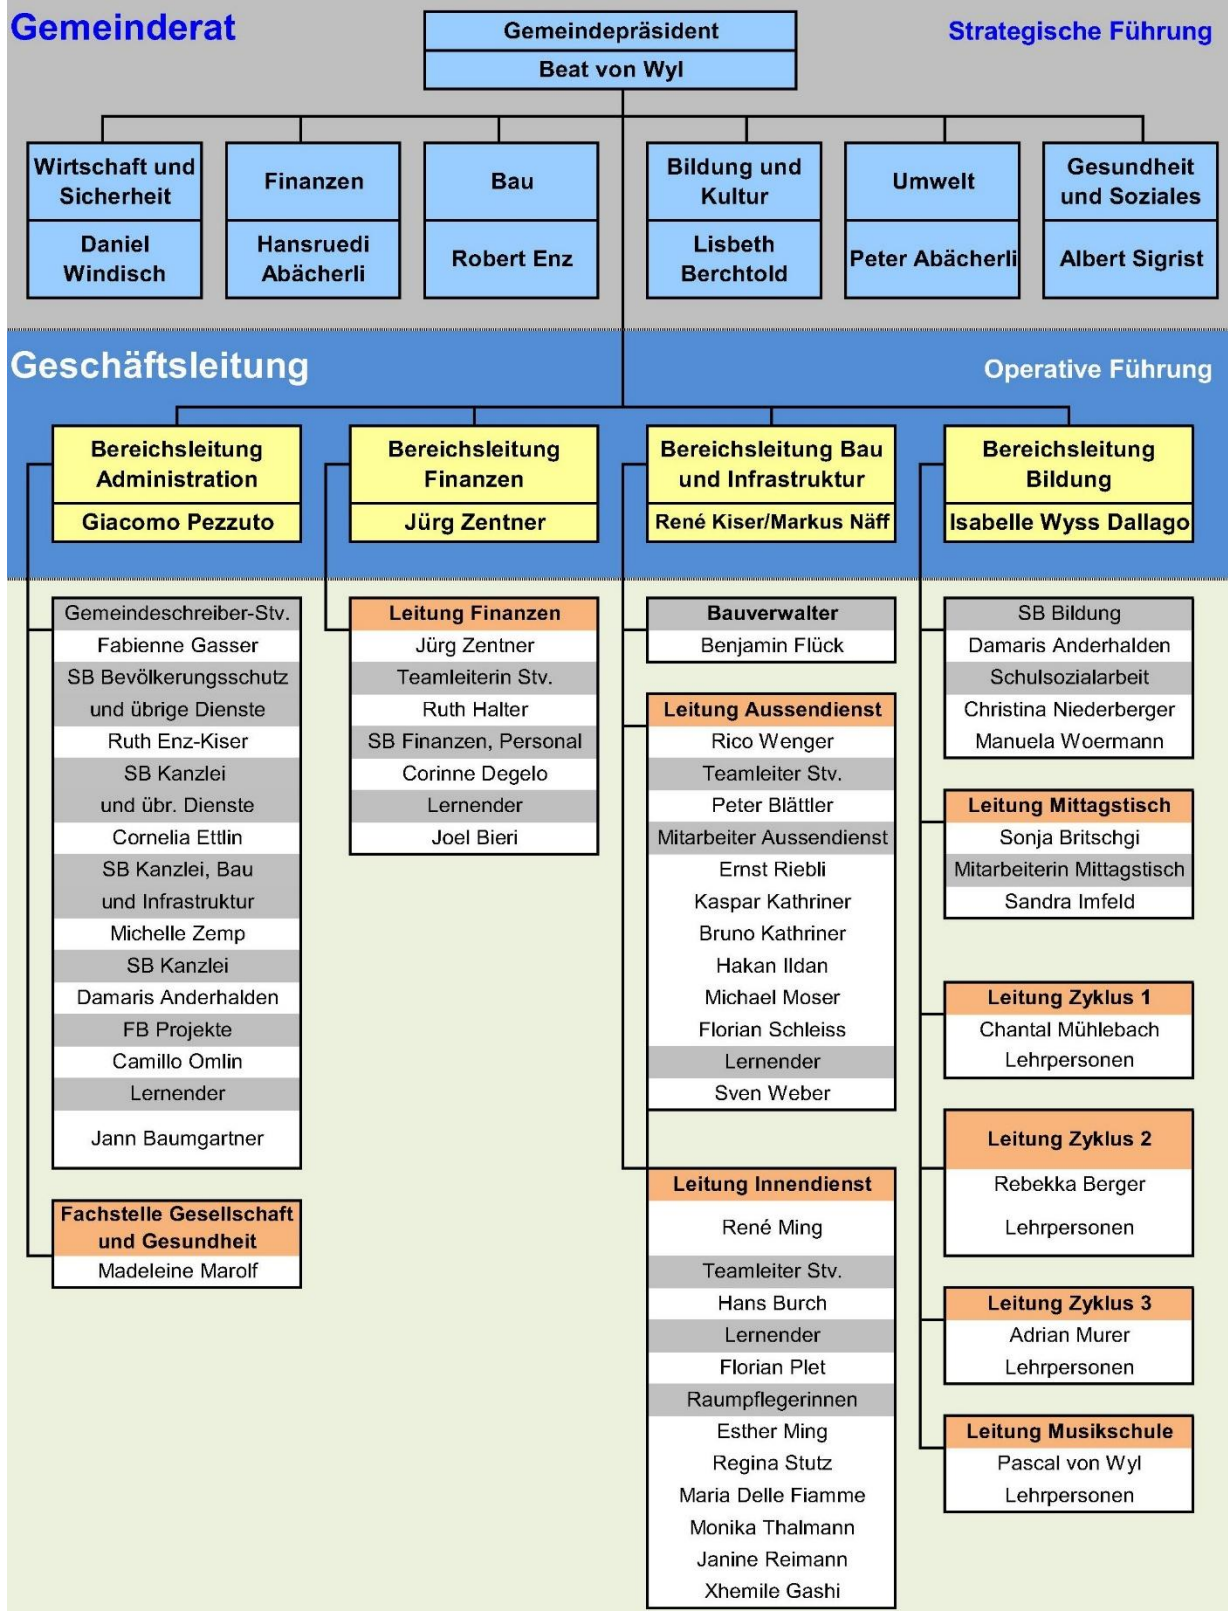 Gemeinderat
Strategische Führung
Gemeindepräsident
Beat von Wyl
Wirtschaft und
Sicherheit
Daniel
Windisch
Finanzen
Hansruedi
Abächerli
Bau
Robert Enz
Bildung und
Kultur
Lisbeth
Berchtold
Umwelt
Peter Abächerli
Gesundheit
und Soziales
Albert Sigrist
Geschäftsleitung
Operative Führung
Bereichsleitung
Administration
Giacomo Pezzuto
Bereichsleitung
Finanzen
Jürg Zentner
Bereichsleitung Bau
und Infrastruktur
René Kiser/Markus Näff
Bereichsleitung
Bildung
Isabelle Wyss Dallago
Gemeindeschreiber-Stv.
Fabienne Gasser
SB Bevölkerungsschutz
und übrige Dienste
Ruth Enz-Kiser
SB Kanzlei
und übr. Dienste
Cornelia Ettlin
SB Kanzlei, Bau
und Infrastruktur
Michelle Zemp
SB Kanzlei
Damaris Anderhalden
FB Projekte
Camillo Omlin
Lernender
Jann Baumgartner
Fachstelle Gesellschaft
und Gesundheit
Madeleine Marolf
Leitung Finanzen
Jürg Zentner
Teamleiterin Stv.
Ruth Halter
SB Finanzen, Personal
Corinne Degelo
Lernender
Joel Bieri
Bauverwalter
Benjamin Flück
Leitung Aussendienst
Rico Wenger
Teamleiter Stv.
Peter Blättler
Mitarbeiter Aussendienst
Ernst Riebli
Kaspar Kathriner
Bruno Kathriner
Hakan Ildan
Michael Moser
Florian Schleiss
Lernender
Sven Weber
Leitung Innendienst
René Ming
Teamleiter Stv.
Hans Burch
Lernender
Florian Plet
Raumpflegerinnen
Esther Ming
Regina Stutz
Maria Delle Fiamme
Monika Thalmann
Janine Reimann
Xhemile Gashi
SB Bildung
Damaris Anderhalden
Schulsozialarbeit
Christina Niederberger
Manuela Woermann
Leitung Mittagstisch
Sonja Britschgi
Mitarbeiterin Mittagstisch
Sandra Imfeld
Leitung Zyklus 1
Chantal Mühlebach
Lehrpersonen
Leitung Zyklus 2
Rebekka Berger
Lehrpersonen
Leitung Zyklus 3
Adrian Murer
Lehrpersonen
Leitung Musikschule
Pascal von Wyl
Lehrpersonen